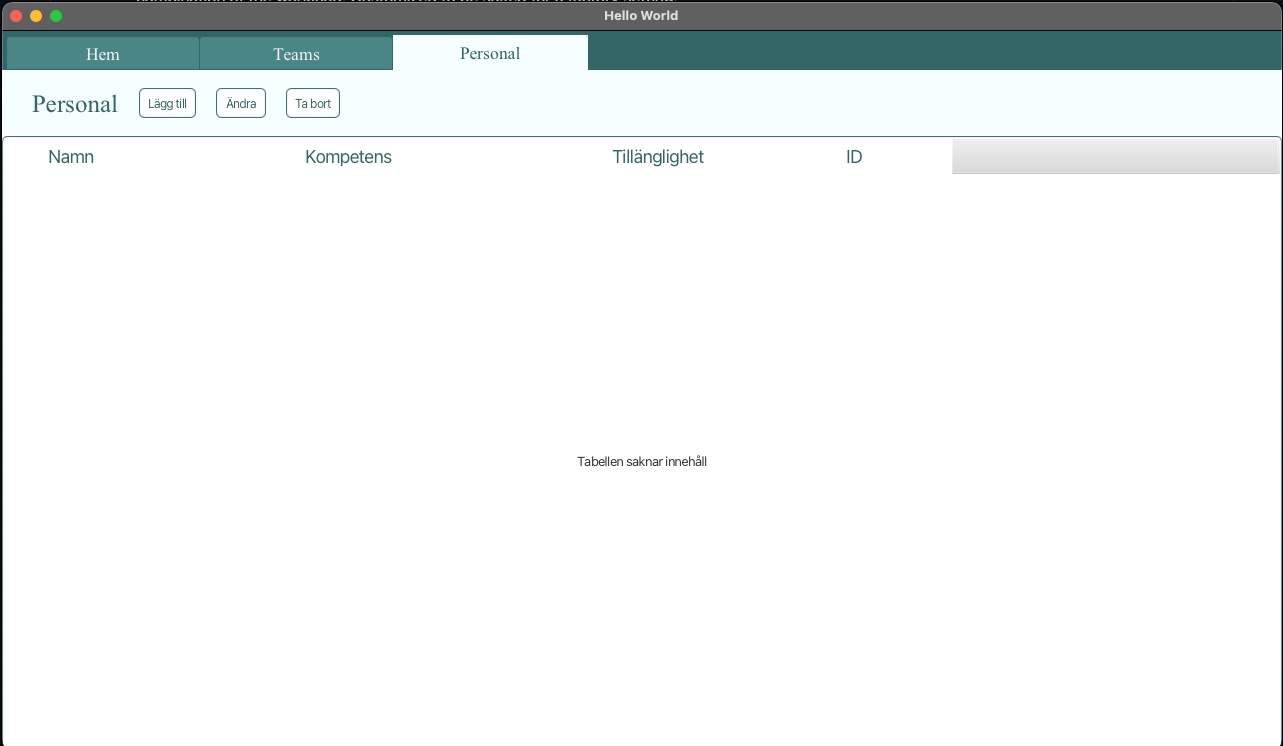 Hello World
Hem Teams Personal
Personal Lägg till Ändra Ta bort
Namn Kompetens Tillänglighet ID
Tabellen saknar innehåll